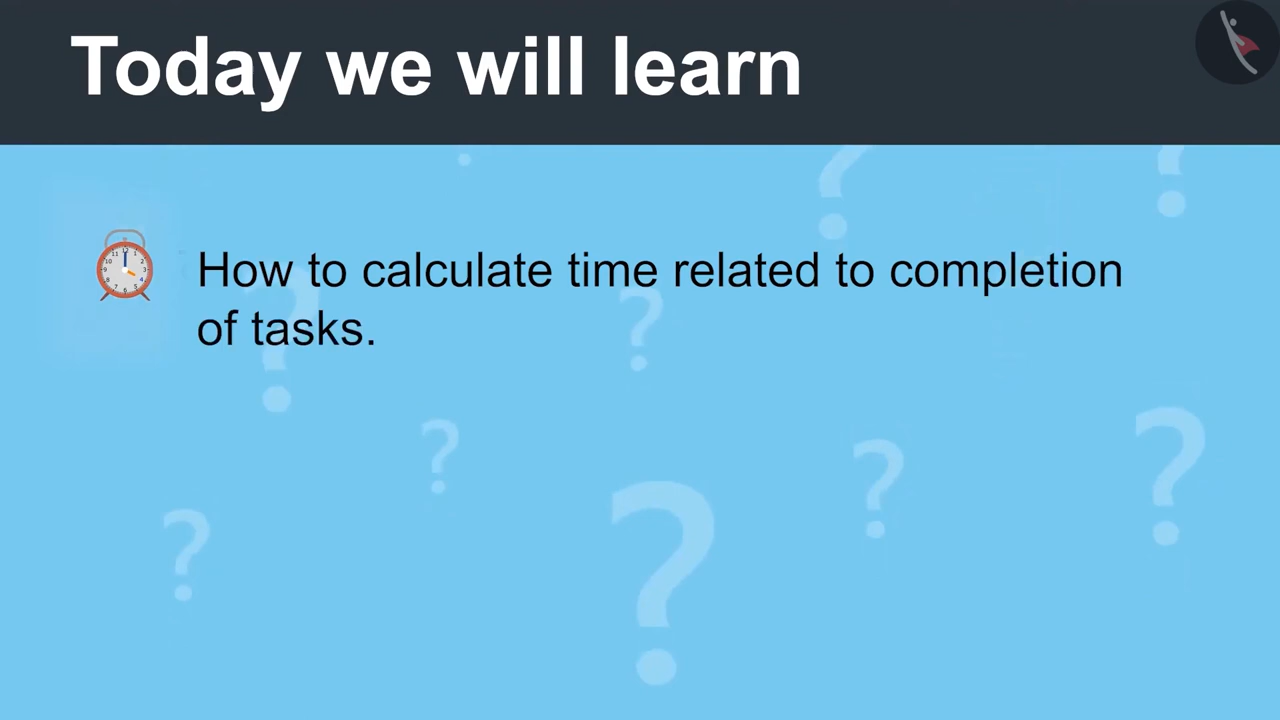 Today we will learn
How to calculate time related to completion
of tasks.